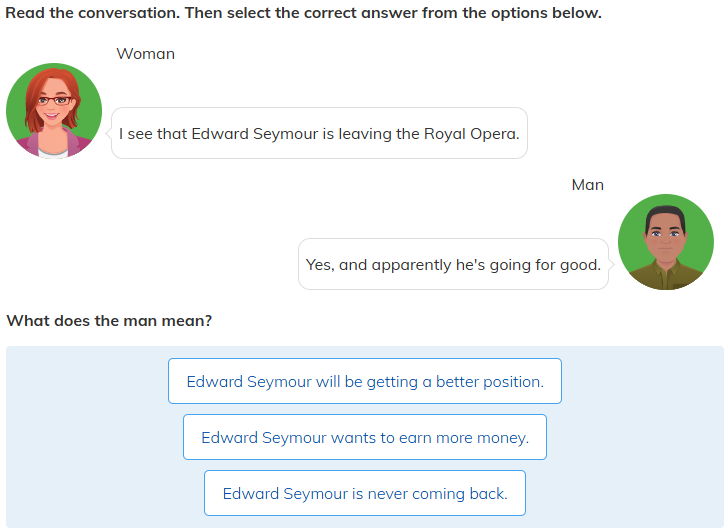 Read the conversation. Then select the correct answer from the options below.
Woman
I see that Edward Seymour is leaving the Royal Opera.
Man
Yes, and apparently he's going for good.
What does the man mean?
Edward Seymour will be getting a better position.
Edward Seymour wants to earn more money.
Edward Seymour is never coming back.